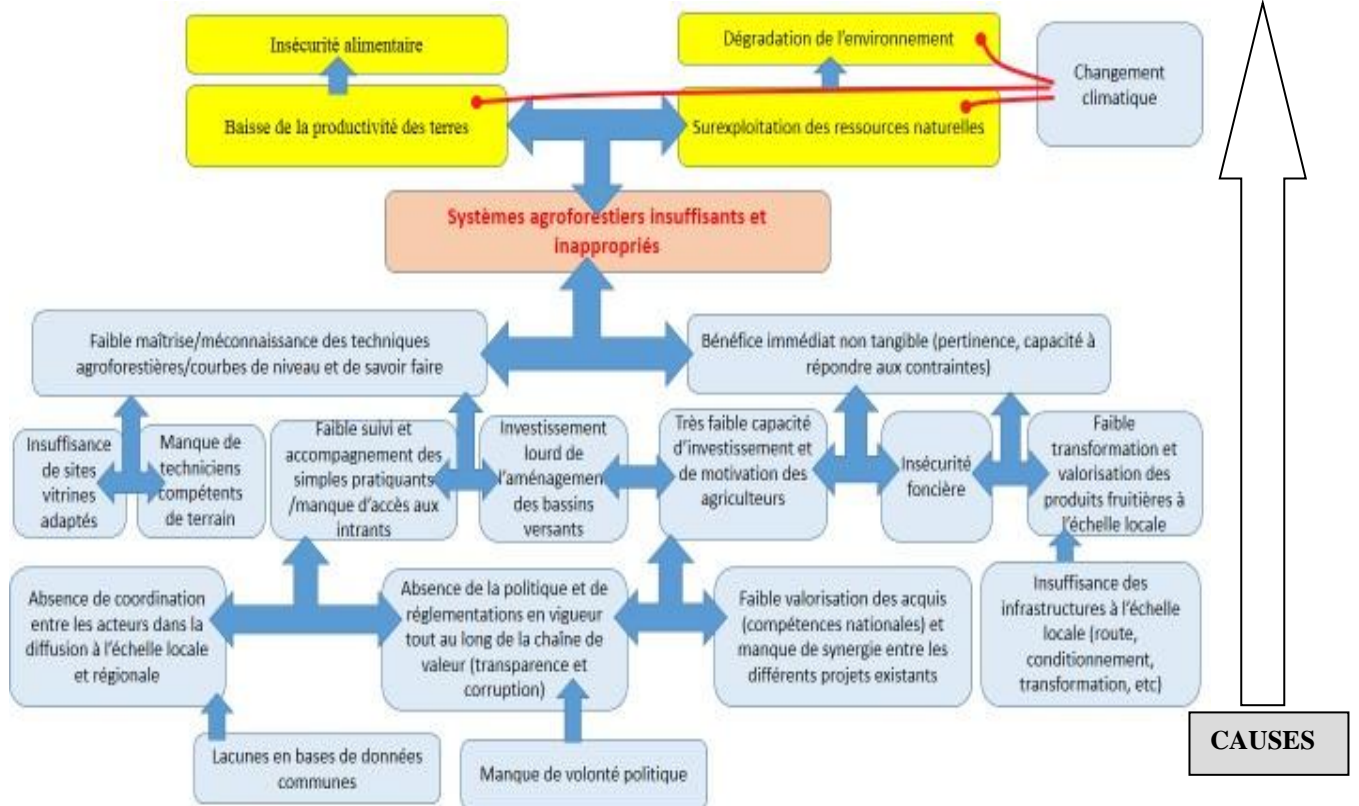 Insécurité alimentaire
Dégradation de l'environnement
Changement
climatique
Baisse de la productivité des terres
Surexploitation des ressources naturelles
Systèmes agroforestiers insuffisants et
inappropriés
Faible maîtrise/méconnaissance des techniques
agroforestières/courbes de niveau et de savoir faire
Bénéfice immédiat non tangible (pertinence, capacité à
répondre aux contraintes)
Insuffisance
de sites
vitrines
adaptés
Manque de
techniciens
compétents
de terrain
Faible suivi et
accompagnement des
simples pratiquants
/manque d'accès aux
intrants
Investissement
lourd de
l'aménagement
des bassins
versants
Très faible capacité
d'investissement et
de motivation des
agriculteurs
Insécurité
foncière
Faible
transformation et
valorisation des
produits fruitières à
l'échelle locale
Absence de coordination
entre les acteurs dans la
diffusion à l'échelle locale
et régionale
Absence de la politique et de
réglementations en vigueur
tout au long de la chaîne de
valeur (transparence et
corruption)
Faible valorisation des acquis
(compétences nationales) et
manque de synergie entre les
différents projets existants
Insuffisance des
infrastructures à l'échelle
locale (route,
conditionnement,
transformation, etc)
Lacunes en bases de données
communes
Manque de volonté politique
CAUSES